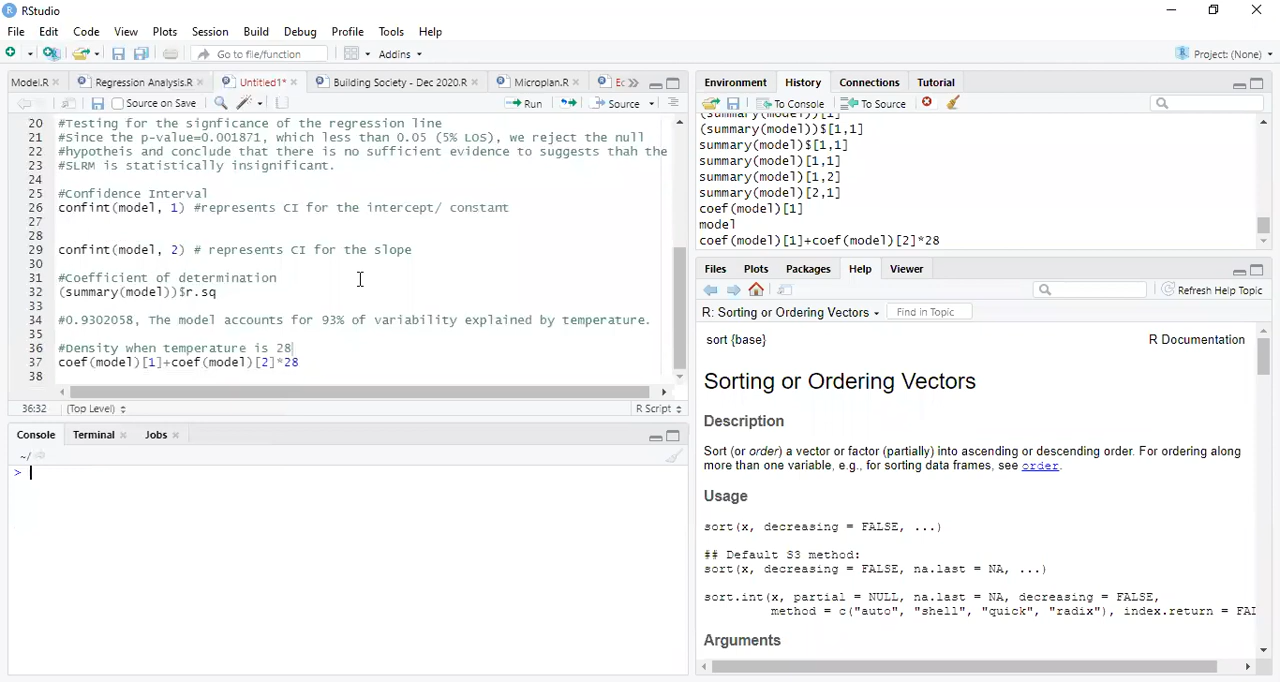 RStudio
File Edit Code View Plots Session Build Debug Profile Tools Help
Go to file/function Addins Project: (None)
Model.R Regression Analysis.R Untitled1* Building Society - Dec 2020.R Microplan.R Ec
Source on Save Run Source
20 #Testing for the signficance of the regression line
21 #Since the p-value=0.001871, which less than 0.05 (5% LOS), we reject the null
22 #hypotheis and conclude that there is no sufficient evidence to suggests thah the
23 #SLRM is statistically insignificant.
24
25 #Confidence Interval
26 confint(model, 1) #represents CI for the intercept/ constant
27
28
29 confint(model, 2) # represents CI for the slope
30
31 #Coefficient of determination
32 (summary(model))$r.sq
33
34 #0.9302058, The model accounts for 93% of variability explained by temperature.
35
36 #Density when temperature is 28
37 coef(model)[1]+coef(model)[2]*28
38
36:32 (Top Level) R Script
Console Terminal Jobs
~/
>
Environment History Connections Tutorial
To Console To Source
(summary(model))$[1,1]
summary(model)$[1,1]
summary(model)[1,1]
summary(model)[1,2]
summary(model)[2,1]
coef(model)[1]
model
coef(model)[1]+coef(model)[2]*28
Files Plots Packages Help Viewer
Refresh Help Topic
R: Sorting or Ordering Vectors Find in Topic
sort {base} R Documentation
Sorting or Ordering Vectors
Description
Sort (or order) a vector or factor (partially) into ascending or descending order. For ordering along
more than one variable, e.g., for sorting data frames, see order.
Usage
sort(x, decreasing = FALSE, ...)
## Default S3 method:
sort(x, decreasing = FALSE, na.last = NA, ...)
sort.int(x, partial = NULL, na.last = NA, decreasing = FALSE,
method = c("auto", "shell", "quick", "radix"), index.return = FAL
Arguments